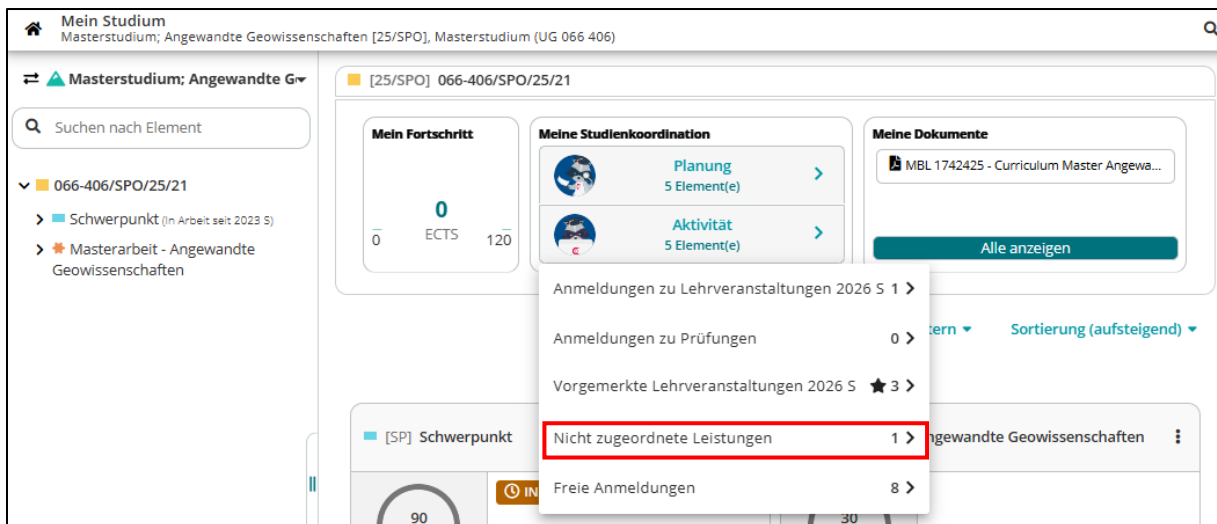 Mein Studium
Masterstudium; Angewandte Geowissenschaften [25/SPO], Masterstudium (UG 066 406)
Masterstudium; Angewandte G
Suchen nach Element
066-406/SPO/25/21
Schwerpunkt (In Arbeit seit 2023 S)
Masterarbeit - Angewandte
Geowissenschaften
[25/SPO] 066-406/SPO/25/21
Mein Fortschritt
0
0 ECTS 120
Meine Studienkoordination
Planung
5 Element(e)
Aktivität
5 Element(e)
Meine Dokumente
MBL 1742425 - Curriculum Master Angewa...
Alle anzeigen
Anmeldungen zu Lehrveranstaltungen 2026 S 1
Anmeldungen zu Prüfungen 0
Vorgemerkte Lehrveranstaltungen 2026 S 3
Nicht zugeordnete Leistungen 1
Freie Anmeldungen 8
tern
Sortierung (aufsteigend)
[SP] Schwerpunkt
ngewandte Geowissenschaften
90
IN
30